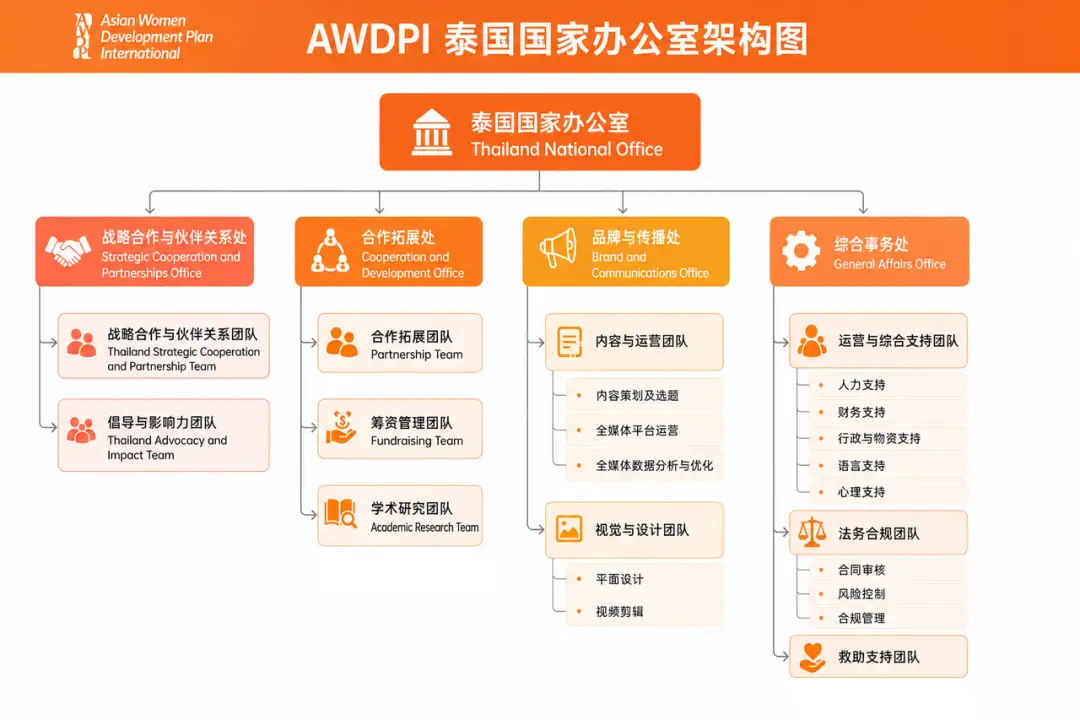 Asian Women
Development Plan
International
AWDPI 泰国国家办公室架构图
泰国国家办公室
Thailand National Office
战略合作与伙伴关系处
Strategic Cooperation and
Partnerships Office
战略合作与伙伴关系团队
Thailand Strategic Cooperation
and Partnership Team
倡导与影响力团队
Thailand Advocacy and
Impact Team
合作拓展处
Cooperation and
Development Office
合作拓展团队
Partnership Team
筹资管理团队
Fundraising Team
学术研究团队
Academic Research Team
品牌与传播处
Brand and
Communications Office
内容与运营团队
• 内容策划及选题
• 全媒体平台运营
• 全媒体数据分析与优化
视觉与设计团队
• 平面设计
• 视频剪辑
综合事务处
General Affairs Office
运营与综合支持团队
• 人力支持
• 财务支持
• 行政与物资支持
• 语言支持
• 心理支持
法务合规团队
• 合同审核
• 风险控制
• 合规管理
救助支持团队